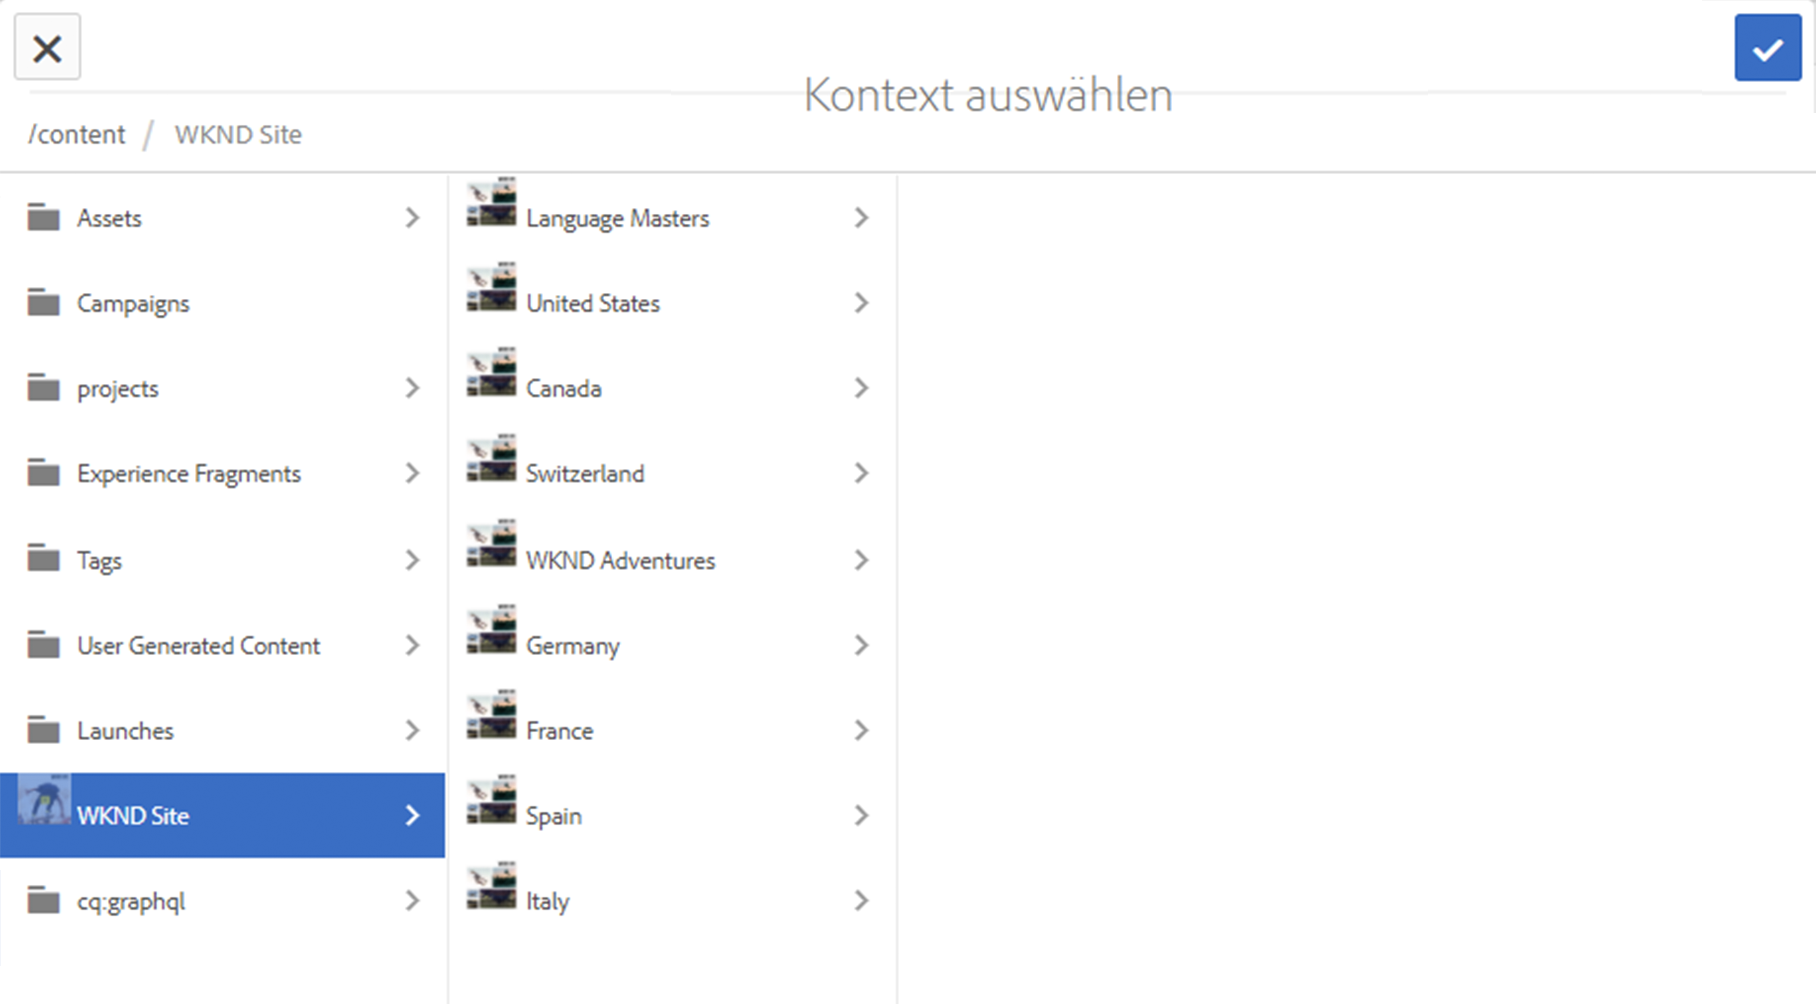 Kontext auswählen
/content / WKND Site
Assets
Campaigns
projects
Experience Fragments
Tags
User Generated Content
Launches
WKND Site
cq:graphql
Language Masters
United States
Canada
Switzerland
WKND Adventures
Germany
France
Spain
Italy